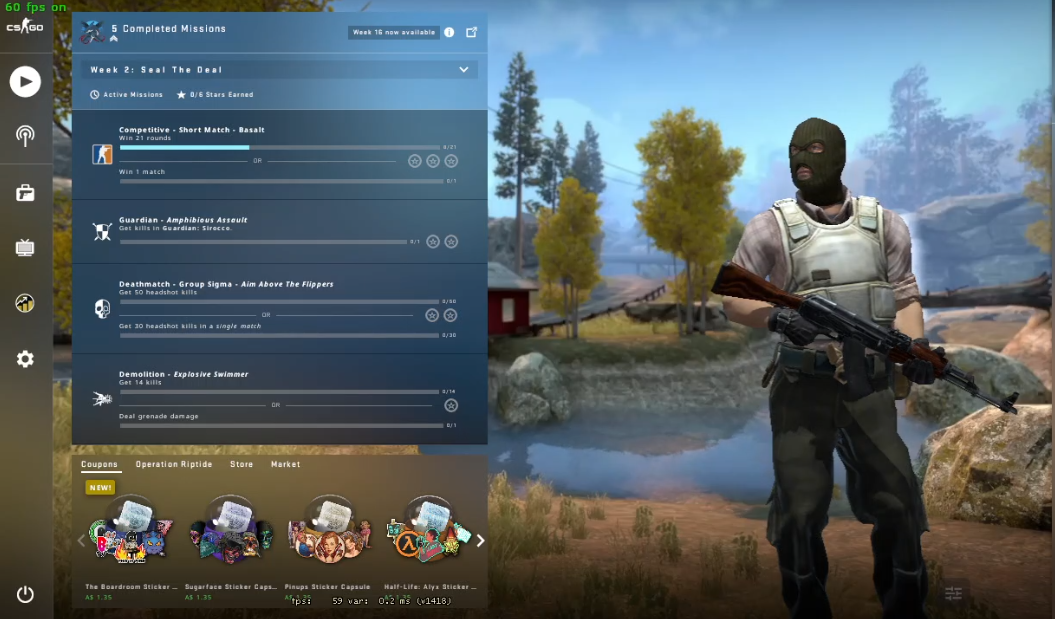 60 fps on
CS GO
5 Completed Missions
Week 16 now available
Week 2: Seal The Deal
Active Missions
0/6 Stars Earned
Competitive - Short Match - Basalt
Win 21 rounds
OR
Win 1 match
0/1
Guardian - Amphibious Assault
Get kills in Guardian: Sirocco.
0/1
Deathmatch - Group Sigma - Aim Above The Flippers
Get 50 headshot kills
0/50
OR
Get 30 headshot kills in a single match
0/30
Demolition - Explosive Swimmer
Get 14 kills
0/14
OR
Deal grenade damage
0/1
Coupons Operation Riptide Store Market
NEW!
The Boardroom Sticker ... Sugarface Sticker Caps... Pinups Sticker Capsule Half-Life: Alyx Sticker ...
A$ 1.35 A$ 1.35 A$ 1.35 A$ 1.35
fps: 59 var: 0.2 ms (v1418)